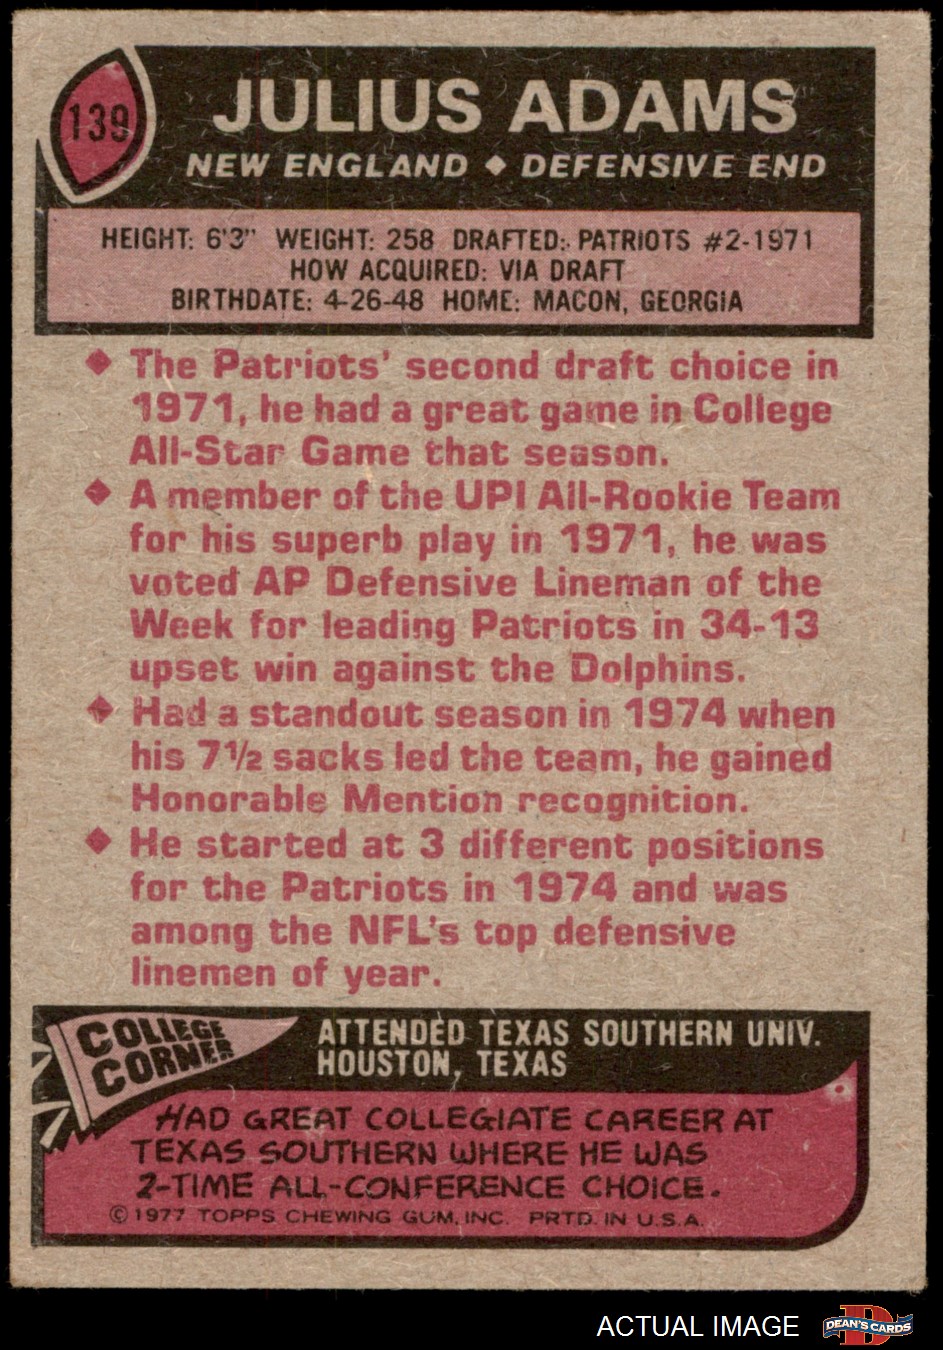 139
JULIUS ADAMS
NEW ENGLAND ◆ DEFENSIVE END
HEIGHT: 6'3" WEIGHT: 258 DRAFTED: PATRIOTS #2-1971
HOW ACQUIRED: VIA DRAFT
BIRTHDATE: 4-26-48 HOME: MACON, GEORGIA
◆ The Patriots' second draft choice in
1971, he had a great game in College
All-Star Game that season.
◆ A member of the UPI All-Rookie Team
for his superb play in 1971, he was
voted AP Defensive Lineman of the
Week for leading Patriots in 34-13
upset win against the Dolphins.
◆ Had a standout season in 1974 when
his 7½ sacks led the team, he gained
Honorable Mention recognition.
◆ He started at 3 different positions
for the Patriots in 1974 and was
among the NFL's top defensive
linemen of year.
COLLEGE
CORNER
ATTENDED TEXAS SOUTHERN UNIV.
HOUSTON, TEXAS
HAD GREAT COLLEGIATE CAREER AT
TEXAS SOUTHERN WHERE HE WAS
2-TIME ALL-CONFERENCE CHOICE.
© 1977 TOPPS CHEWING GUM, INC. PRTD. IN U.S.A.
ACTUAL IMAGE
DEAN'S CARDS